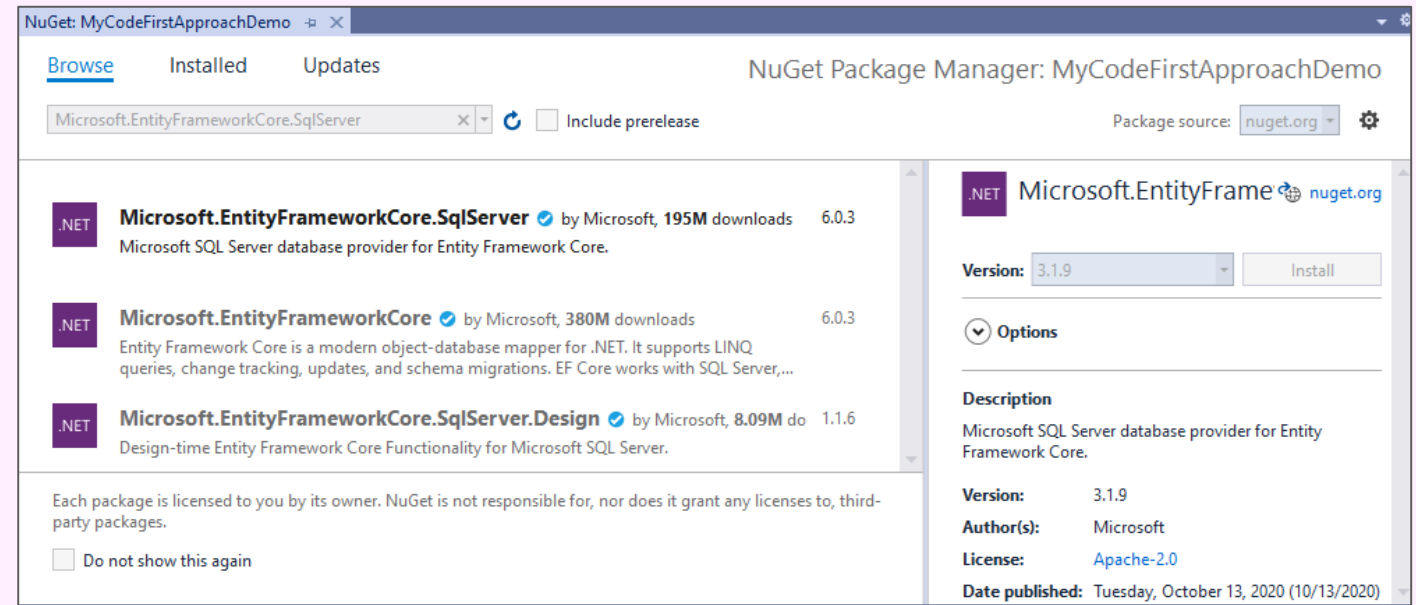 NuGet: MyCodeFirstApproachDemo
Browse Installed Updates
NuGet Package Manager: MyCodeFirstApproachDemo
Microsoft.EntityFrameworkCore.SqlServer
Include prerelease
Package source: nuget.org
.NET
Microsoft.EntityFrameworkCore.SqlServer by Microsoft, 195M downloads 6.0.3
Microsoft SQL Server database provider for Entity Framework Core.
.NET
Microsoft.EntityFrameworkCore by Microsoft, 380M downloads 6.0.3
Entity Framework Core is a modern object-database mapper for .NET. It supports LINQ
queries, change tracking, updates, and schema migrations. EF Core works with SQL Server,...
.NET
Microsoft.EntityFrameworkCore.SqlServer.Design by Microsoft, 8.09M do 1.1.6
Design-time Entity Framework Core Functionality for Microsoft SQL Server.
Each package is licensed to you by its owner. NuGet is not responsible for, nor does it grant any licenses to, third-
party packages.
Do not show this again
.NET
Microsoft.EntityFrame nuget.org
Version: 3.1.9 Install
Options
Description
Microsoft SQL Server database provider for Entity
Framework Core.
Version: 3.1.9
Author(s): Microsoft
License: Apache-2.0
Date published: Tuesday, October 13, 2020 (10/13/2020)